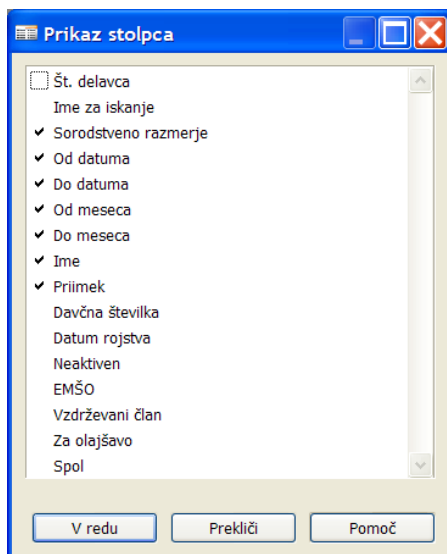 Prikaz stolpca
Št. delavca
Ime za iskanje
Sorodstveno razmerje
Od datuma
Do datuma
Od meseca
Do meseca
Ime
Priimek
Davčna številka
Datum rojstva
Neaktiven
EMŠO
Vzdrževani član
Za olajšavo
Spol
V redu Prekliči Pomoč